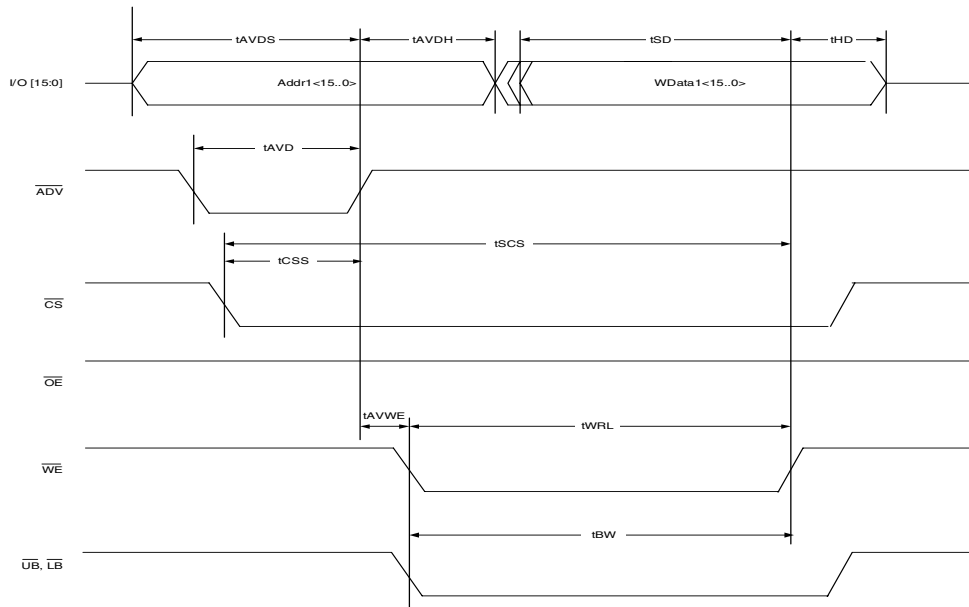 tAVDS tAVDH tSD tHD
I/O [15:0] Addr1<15..0> WData1<15..0>
tAVD
ADV
tSCS
tCSS
CS
OE
tAVWE
tWRL
WE
tBW
UB, LB